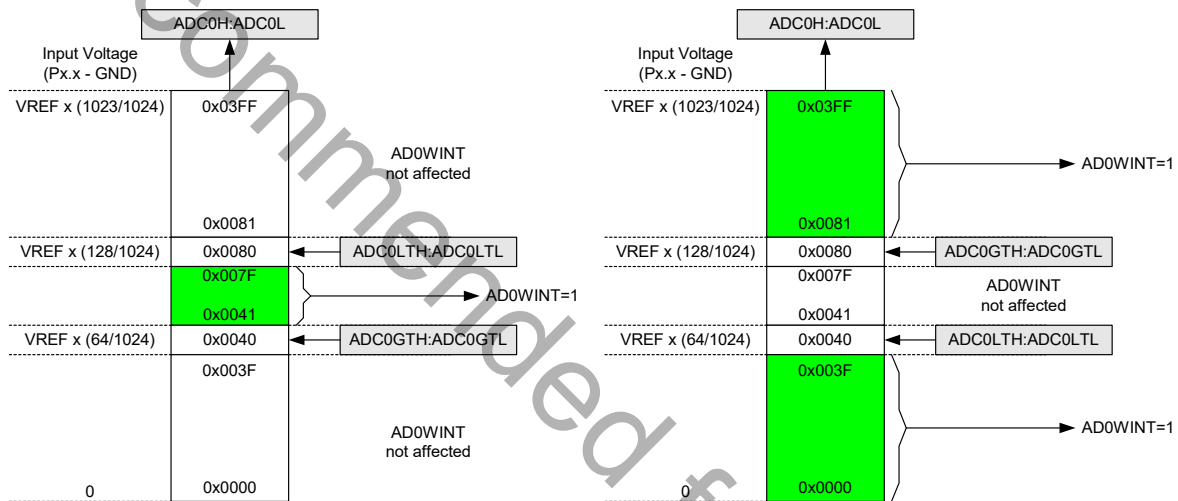 ADC0H:ADC0L
Input Voltage
(Px.x - GND)
VREF x (1023/1024)
0x03FF
AD0WINT
not affected
0x0081
VREF x (128/1024)
0x0080
ADC0LTH:ADC0LTL
0x007F
AD0WINT=1
0x0041
VREF x (64/1024)
0x0040
ADC0GTH:ADC0GTL
0x003F
AD0WINT
not affected
0
0x0000
ADC0H:ADC0L
Input Voltage
(Px.x - GND)
VREF x (1023/1024)
0x03FF
AD0WINT=1
0x0081
VREF x (128/1024)
0x0080
ADC0GTH:ADC0GTL
0x007F
AD0WINT
not affected
0x0041
VREF x (64/1024)
0x0040
ADC0LTH:ADC0LTL
0x003F
AD0WINT=1
0
0x0000
commended f